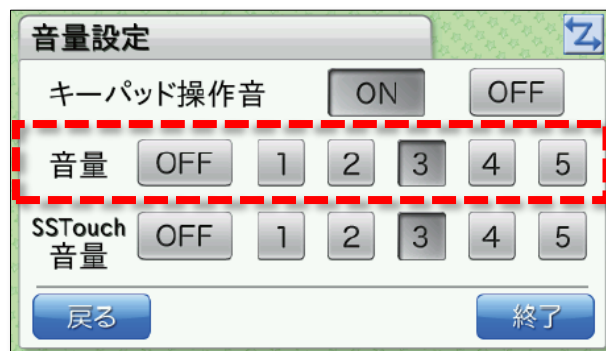 音量設定
キーパッド操作音 ON OFF
音量 OFF 1 2 3 4 5
SSTouch
音量 OFF 1 2 3 4 5
戻る 終了